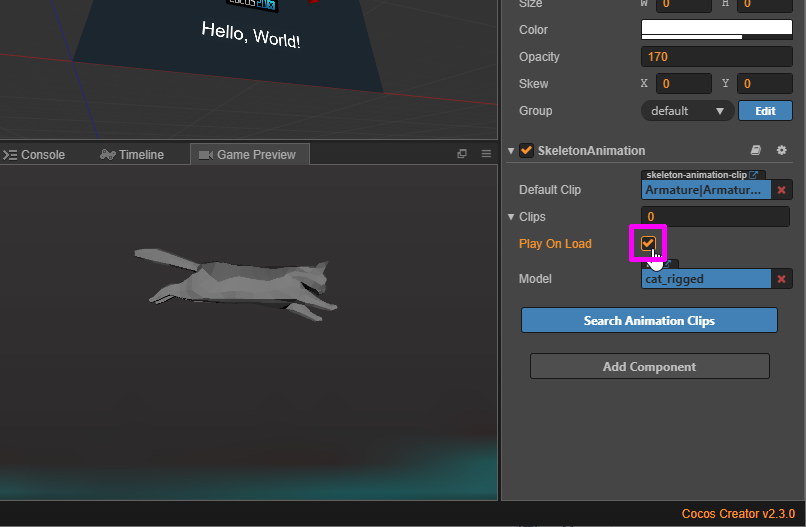 cocos 2d-x
Hello, World!
Size W 0 H 0
Color
Opacity 170
Skew X 0 Y 0
Group default Edit
Console Timeline Game Preview
SkeletonAnimation
skeleton-animation-clip
Default Clip Armature|Armatur...
Clips 0
Play On Load
Model cat_rigged
Search Animation Clips
Add Component
Cocos Creator v2.3.0